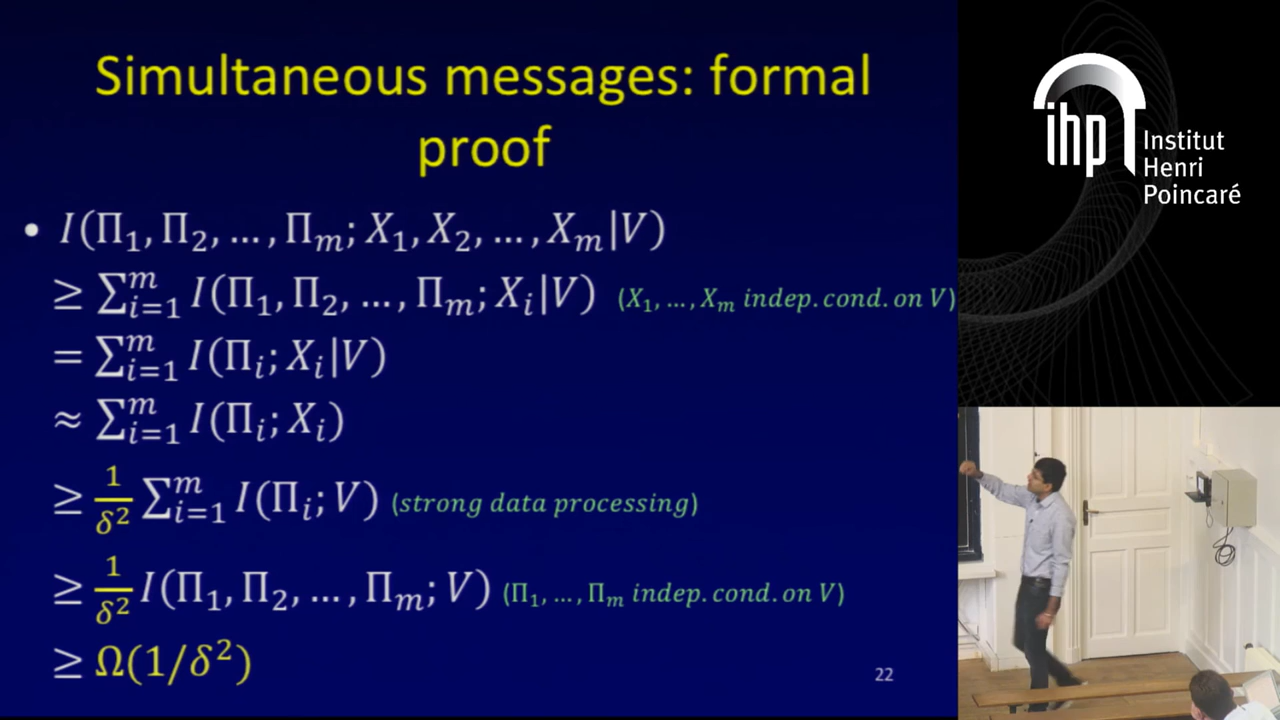 Simultaneous messages: formal
proof
• I(Π₁, Π₂, …, Πₘ; X₁, X₂, …, Xₘ|V)
≥ ∑ᵢ₌₁ᵐ I(Π₁, Π₂, …, Πₘ; Xᵢ|V) (X₁, …, Xₘ indep. cond. on V)
= ∑ᵢ₌₁ᵐ I(Πᵢ; Xᵢ|V)
≈ ∑ᵢ₌₁ᵐ I(Πᵢ; Xᵢ)
≥ 1/δ² ∑ᵢ₌₁ᵐ I(Πᵢ; V) (strong data processing)
≥ 1/δ² I(Π₁, Π₂, …, Πₘ; V) (Π₁, …, Πₘ indep. cond. on V)
≥ Ω(1/δ²)
22
ihp
Institut
Henri
Poincaré